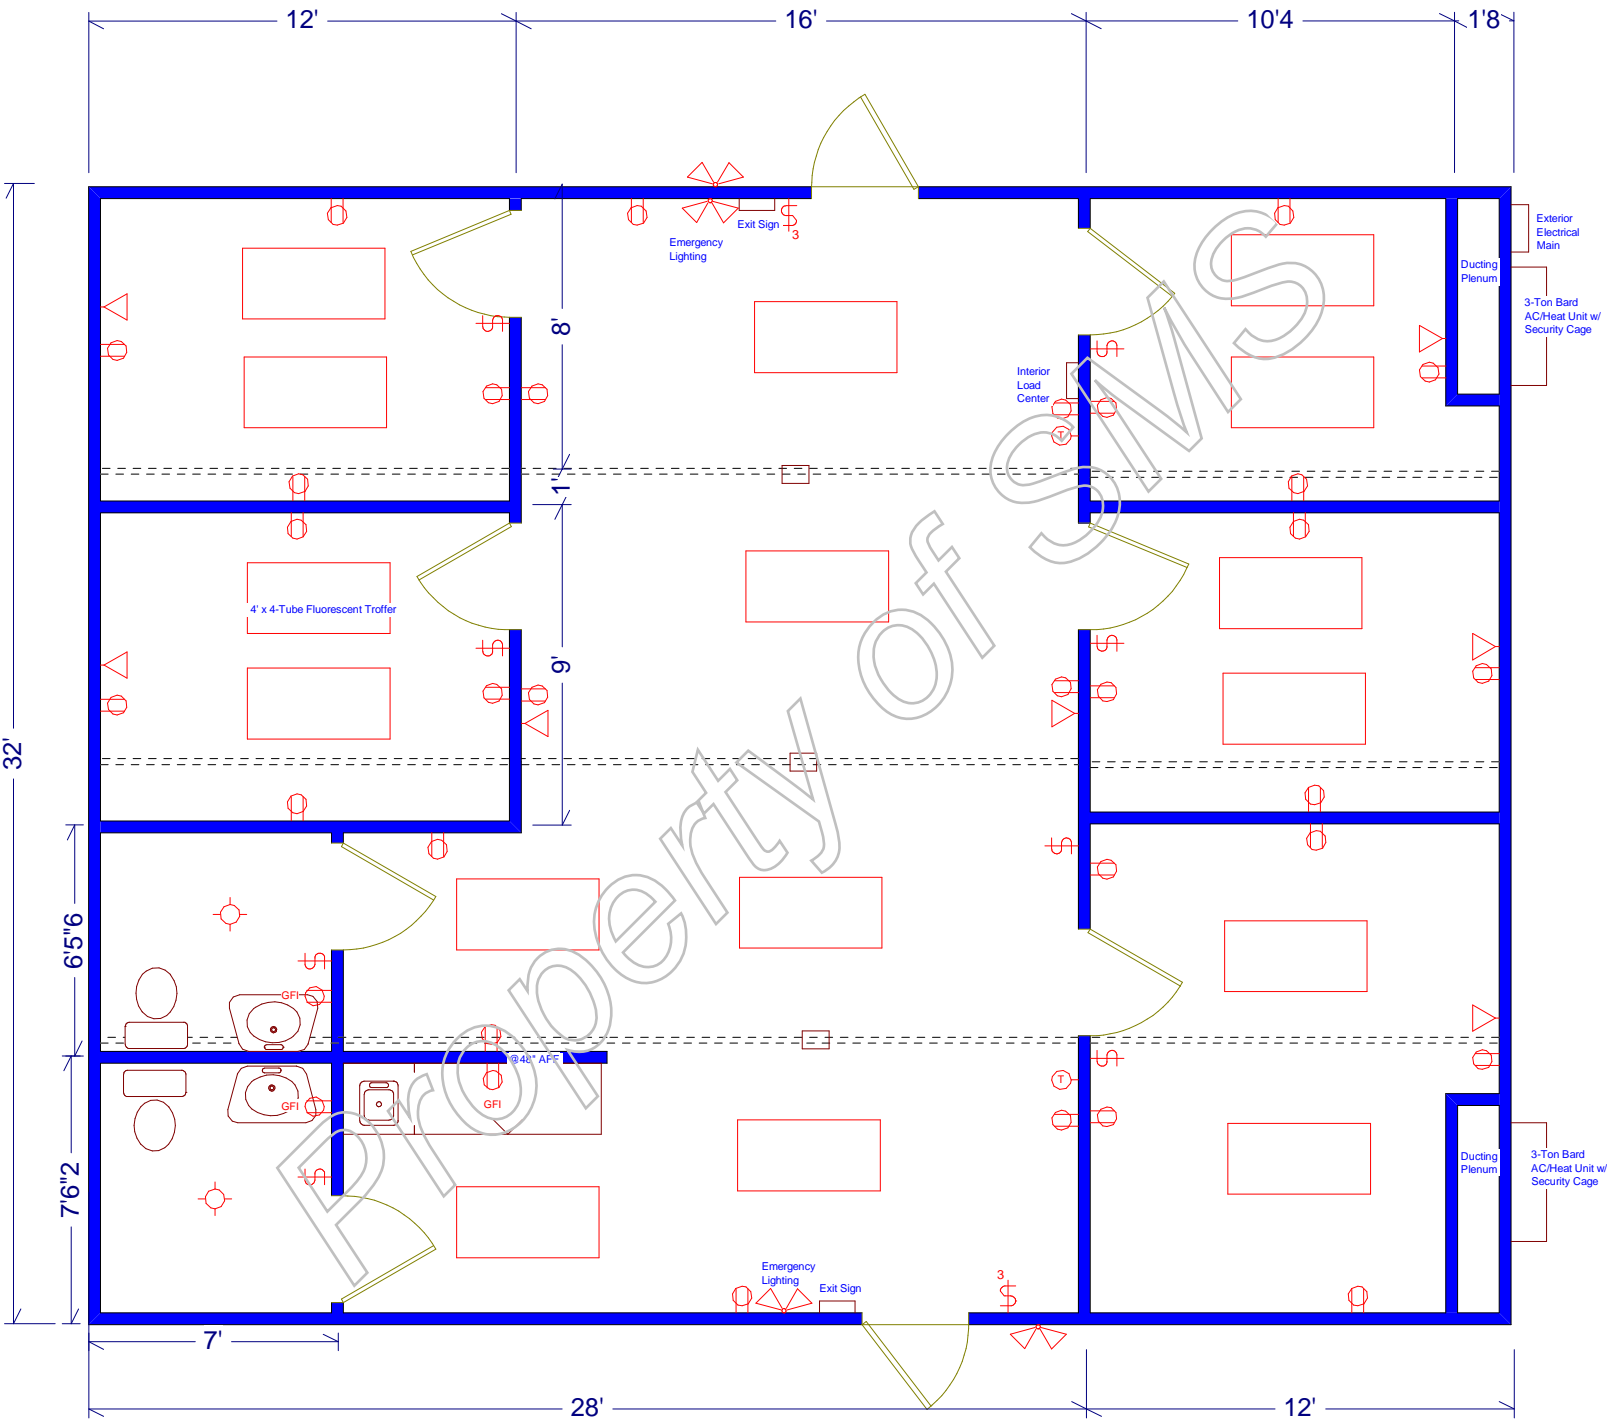 12'
16'
10'4
1'8
Exit Sign
3
Emergency
Lighting
Exterior
Electrical
Main
Ducting
Plenum
3-Ton Bard
AC/Heat Unit w/
Security Cage
8'
Interior
Load
Center
T
1'
4' x 4-Tube Fluorescent Troffer
9'
32'
Property of SMS
6'5"6
GFI
@48" AFF
GFI
GFI
T
7'6"2
Ducting
Plenum
3-Ton Bard
AC/Heat Unit w/
Security Cage
Emergency
Lighting
Exit Sign
3
7'
28'
12'